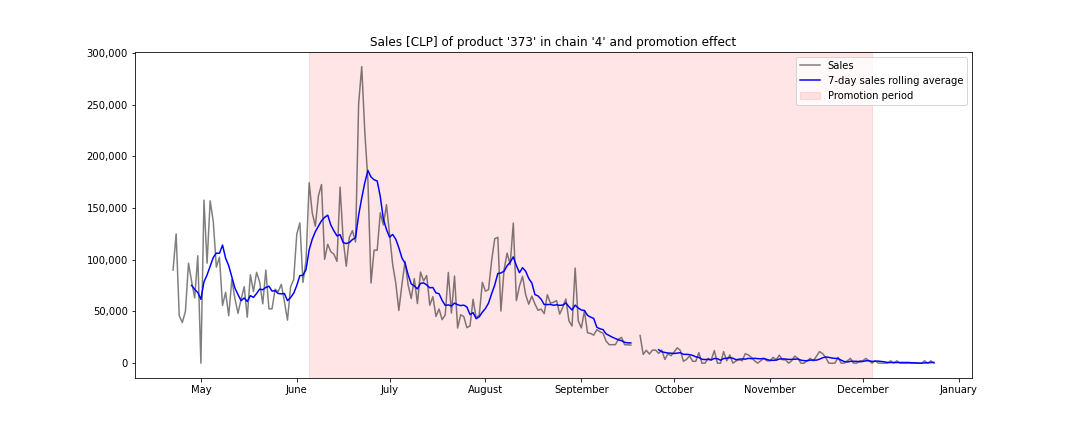 Sales [CLP] of product '373' in chain '4' and promotion effect
300,000
250,000
200,000
150,000
100,000
50,000
0
Sales
7-day sales rolling average
Promotion period
May June July August September October November December January